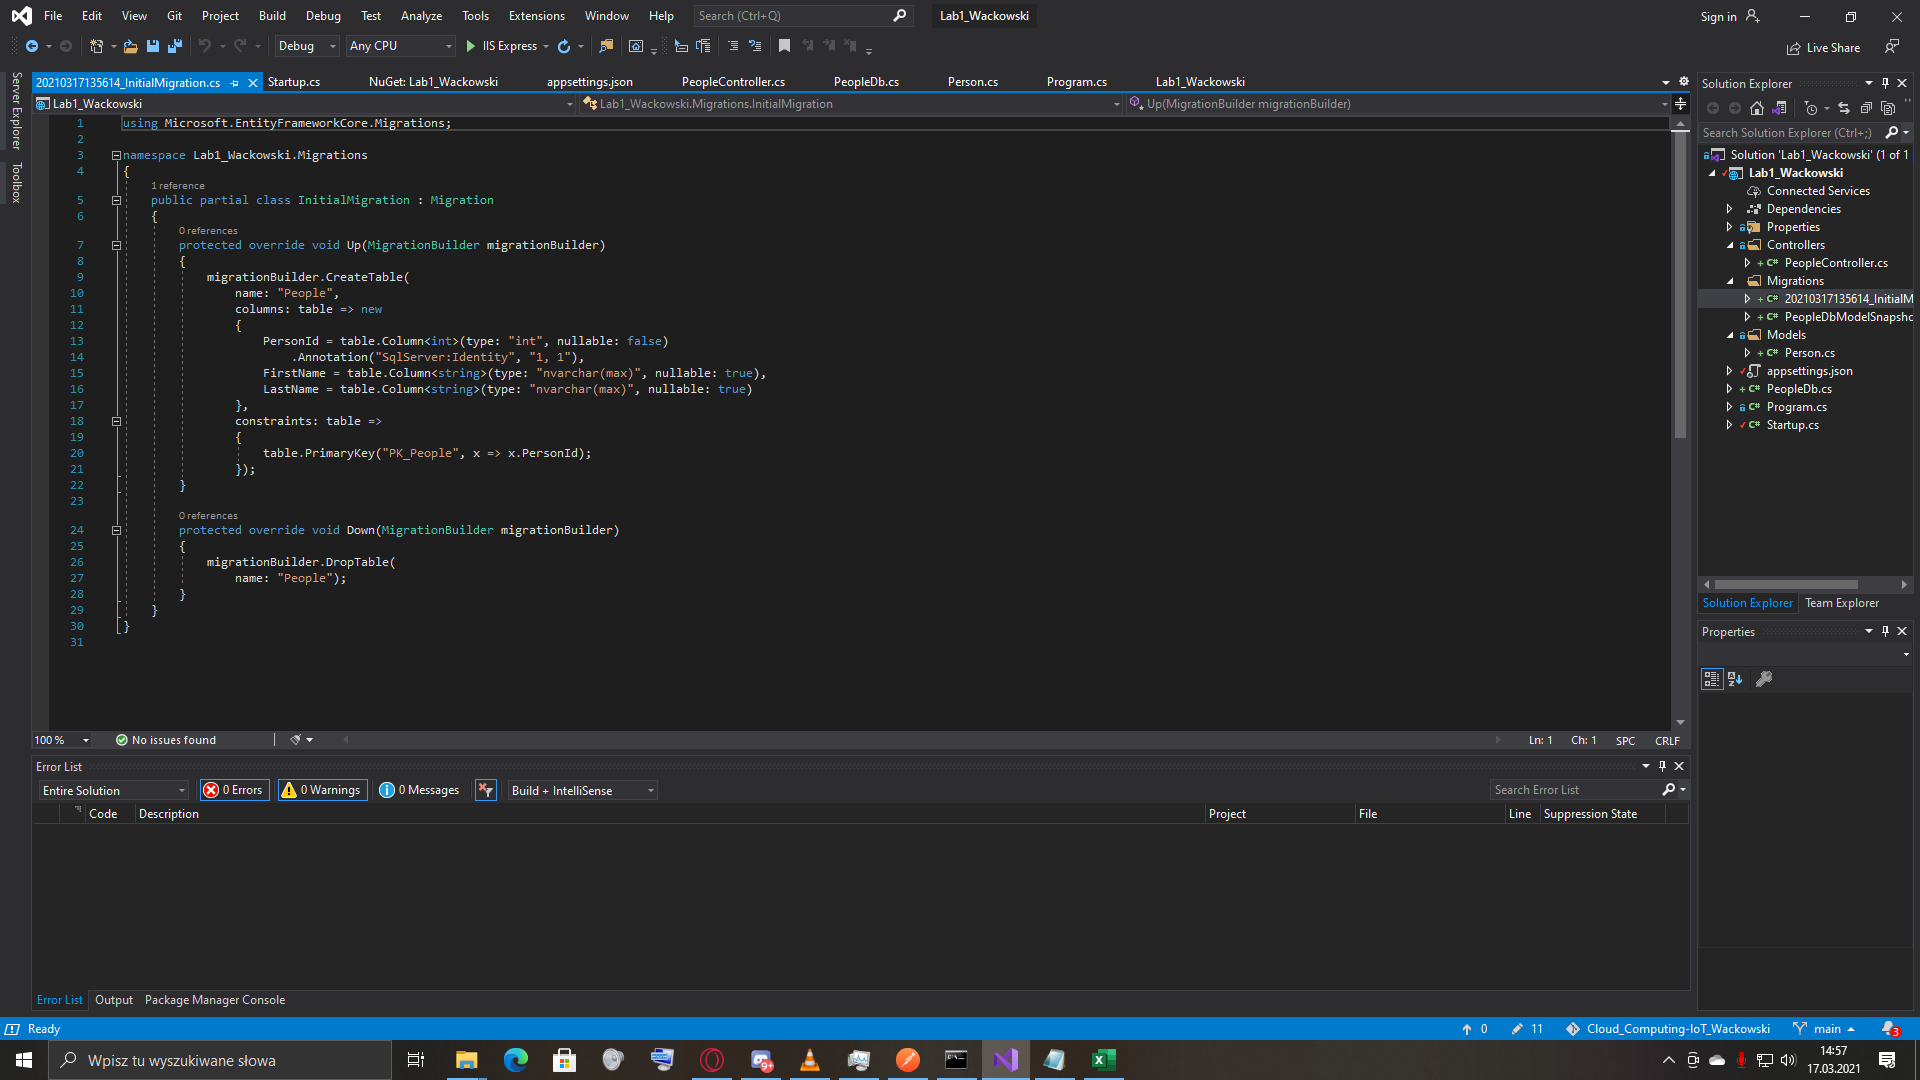 File Edit View Git Project Build Debug Test Analyze Tools Extensions Window Help Search (Ctrl+Q) Lab1_Wackowski Sign in
Debug Any CPU IIS Express Live Share
Server Explorer
Toolbox
20210317135614_InitialMigration.cs Startup.cs NuGet: Lab1_Wackowski appsettings.json PeopleController.cs PeopleDb.cs Person.cs Program.cs Lab1_Wackowski
Lab1_Wackowski Lab1_Wackowski.Migrations.InitialMigration Up(MigrationBuilder migrationBuilder)
1 using Microsoft.EntityFrameworkCore.Migrations;
2
3 namespace Lab1_Wackowski.Migrations
4 {
1 reference
5 public partial class InitialMigration : Migration
6 {
0 references
7 protected override void Up(MigrationBuilder migrationBuilder)
8 {
9 migrationBuilder.CreateTable(
10 name: "People",
11 columns: table => new
12 {
13 PersonId = table.Column<int>(type: "int", nullable: false)
14 .Annotation("SqlServer:Identity", "1, 1"),
15 FirstName = table.Column<string>(type: "nvarchar(max)", nullable: true),
16 LastName = table.Column<string>(type: "nvarchar(max)", nullable: true)
17 },
18 constraints: table =>
19 {
20 table.PrimaryKey("PK_People", x => x.PersonId);
21 });
22 }
23
0 references
24 protected override void Down(MigrationBuilder migrationBuilder)
25 {
26 migrationBuilder.DropTable(
27 name: "People");
28 }
29 }
30 }
31
100 % No issues found Ln: 1 Ch: 1 SPC CRLF
Error List
Entire Solution 0 Errors 0 Warnings 0 Messages Build + IntelliSense Search Error List
Code Description Project File Line Suppression State
Error List Output Package Manager Console
Solution Explorer
Search Solution Explorer (Ctrl+;)
Solution 'Lab1_Wackowski' (1 of 1
Lab1_Wackowski
Connected Services
Dependencies
Properties
Controllers
C# PeopleController.cs
Migrations
C# 20210317135614_InitialM
C# PeopleDbModelSnapsho
Models
C# Person.cs
appsettings.json
C# PeopleDb.cs
C# Program.cs
C# Startup.cs
Solution Explorer Team Explorer
Properties
Ready 0 11 Cloud_Computing-IoT_Wackowski main 3
Wpisz tu wyszukiwane słowa 9+ 14:57
17.03.2021